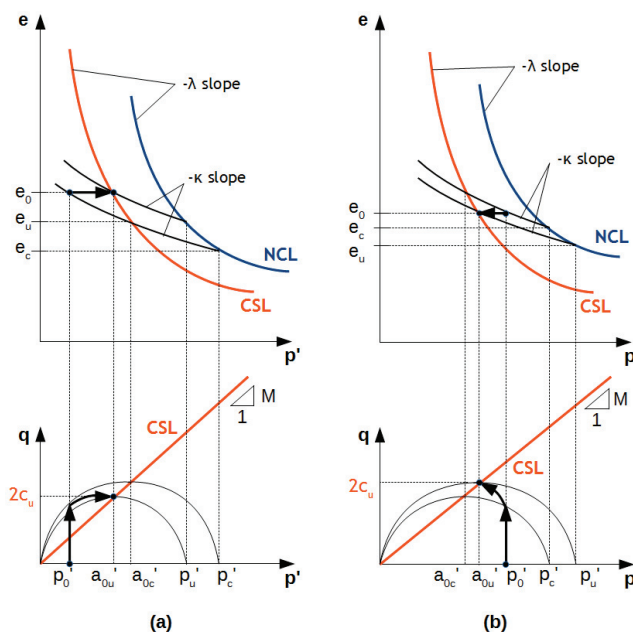 e
-λ slope
-κ slope
e0
eu
ec
NCL
CSL
p'
q
M
1
CSL
2cu
p0' a0u' a0c' pu' pc' p'
(a)
e
-λ slope
-κ slope
e0
ec
eu
NCL
CSL
p'
q
M
1
CSL
2cu
a0c' a0u' p0' pc' pu' p'
(b)